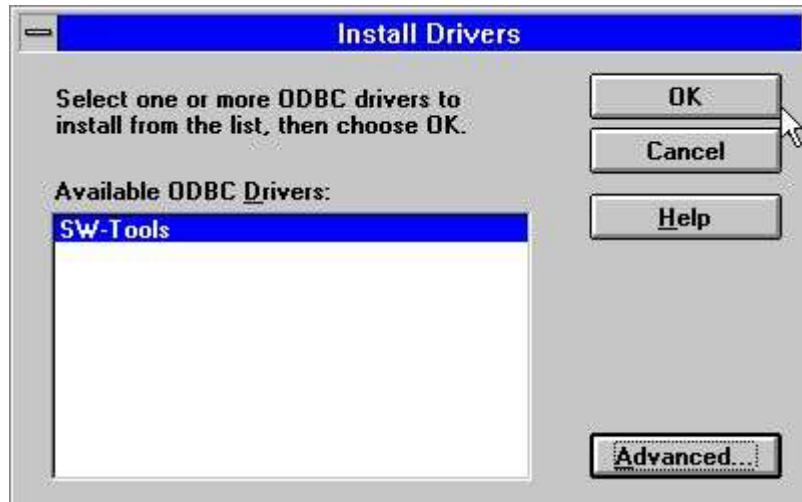 Install Drivers
Select one or more ODBC drivers to
install from the list, then choose OK.
Available ODBC Drivers:
SW-Tools
OK
Cancel
Help
Advanced...